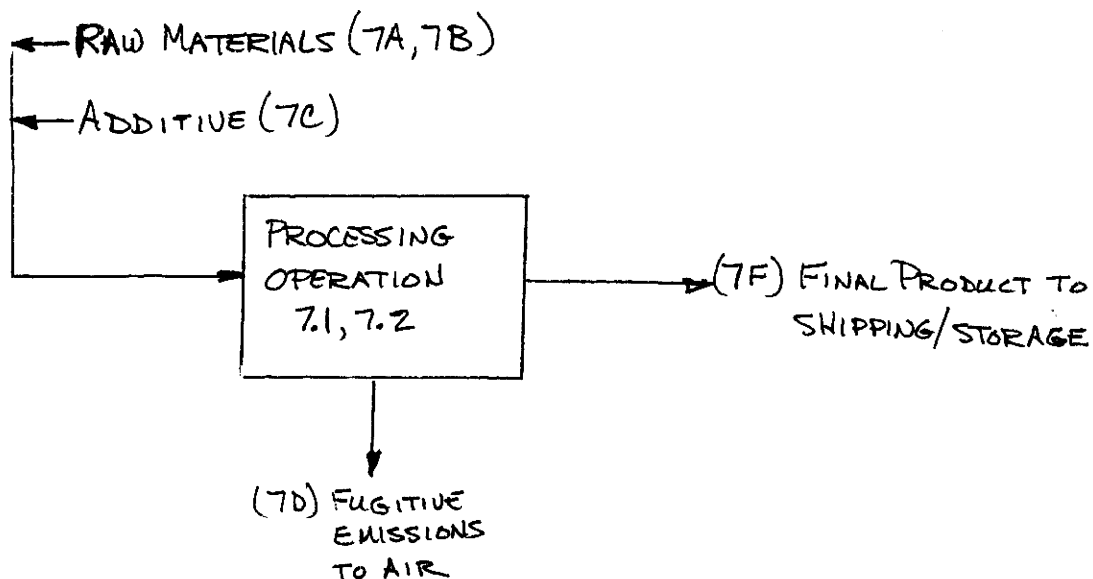 RAW MATERIALS (7A, 7B)
ADDITIVE (7C)
PROCESSING
OPERATION
7.1, 7.2
(7F) FINAL PRODUCT TO
SHIPPING/STORAGE
(7D) FUGITIVE
EMISSIONS
TO AIR